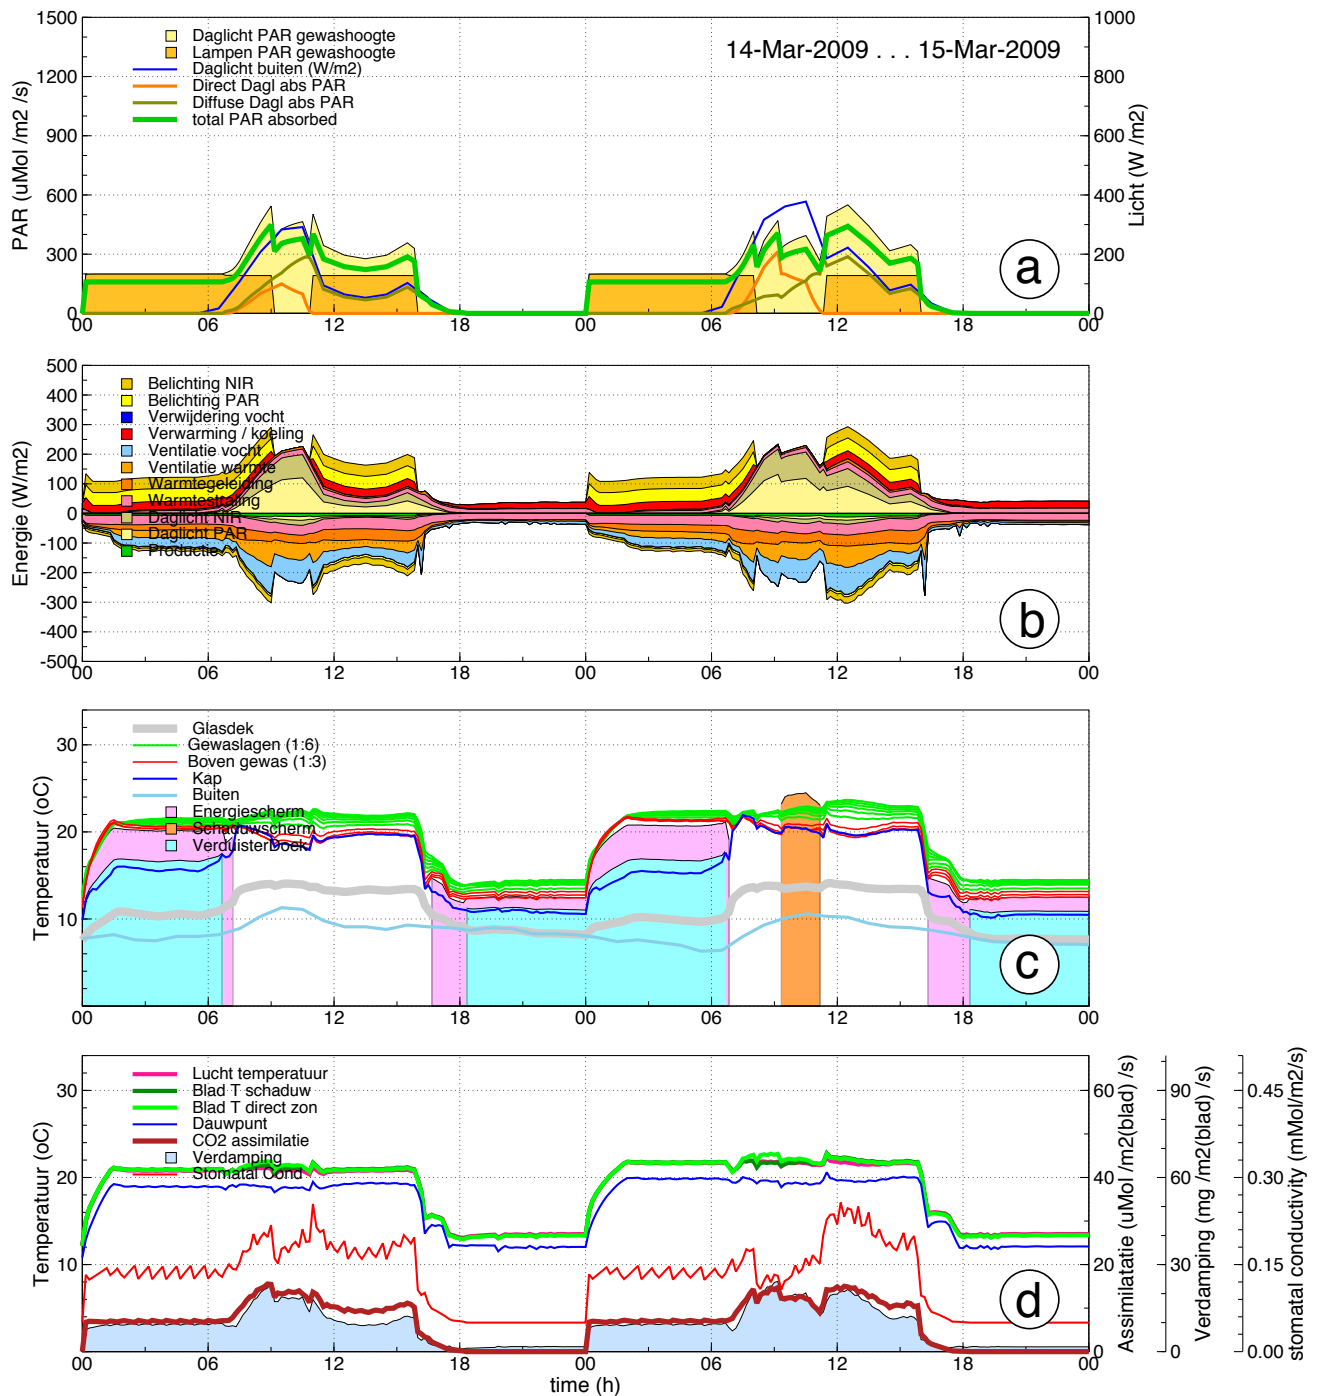 1500
1200
900
600
300
0
PAR (uMol /m2 /s)
Daglicht PAR gewashoogte
Lampen PAR gewashoogte
Daglicht buiten (W/m2)
Direct Dagl abs PAR
Diffuse Dagl abs PAR
total PAR absorbed
14-Mar-2009 . . . 15-Mar-2009
1000
800
600
400
200
0
Licht (W /m2)
a
00 06 12 18 00 06 12 18 00
500
400
300
200
100
0
-100
-200
-300
-400
-500
Energie (W/m2)
Belichting NIR
Belichting PAR
Verwijdering vocht
Verwarming / koeling
Ventilatie vocht
Ventilatie warmte
Warmtegeleiding
Warmtestraling
Daglicht NIR
Daglicht PAR
Productie
b
00 06 12 18 00 06 12 18 00
30
20
10
Temperatuur (oC)
Glasdek
Gewaslagen (1:6)
Boven gewas (1:3)
Kap
Buiten
Energiescherm
Schaduwscherm
Verduisterdoek
c
00 06 12 18 00 06 12 18 00
30
20
10
Temperatuur (oC)
Lucht temperatuur
Blad T schaduw
Blad T direct zon
Dauwpunt
CO2 assimilatie
Verdamping
Stomatal Cond
d
60
40
20
0
Assimilatatie (uMol /m2(blad) /s)
90
60
30
0
Verdamping (mg /m2(blad) /s)
0.45
0.30
0.15
0.00
stomatal conductivity (mMol/m2/s)
00 06 12 18 00 06 12 18 00
time (h)